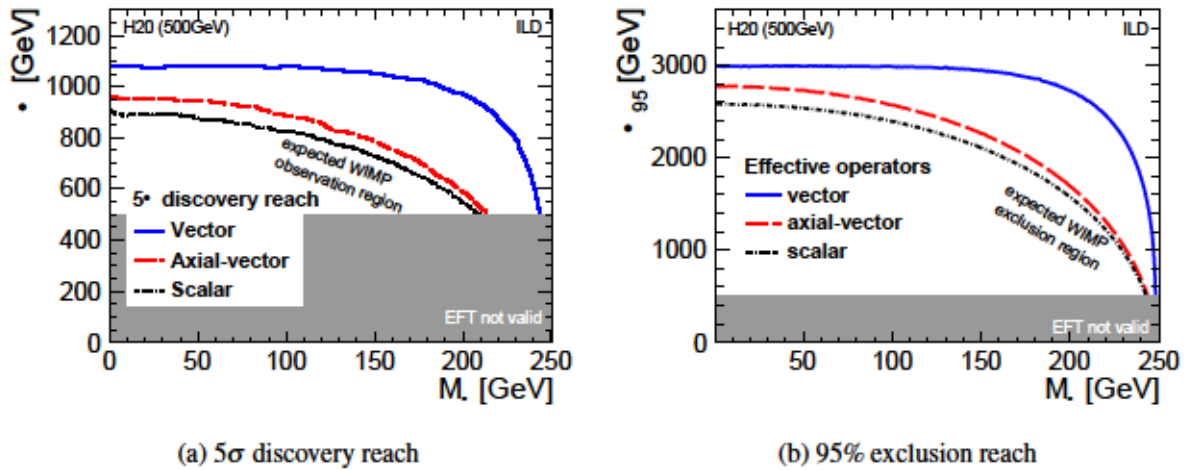 H20 (500GeV) ILD
• [GeV]
1200
1000
800
600
400
200
0
expected WIMP
observation region
5• discovery reach
Vector
Axial-vector
Scalar
EFT not valid
0 50 100 150 200 250
M• [GeV]
(a) 5σ discovery reach
H20 (500GeV) ILD
•95 [GeV]
3000
2000
1000
0
Effective operators
vector
axial-vector
scalar
expected WIMP
exclusion region
EFT not valid
50 100 150 200 250
M• [GeV]
(b) 95% exclusion reach